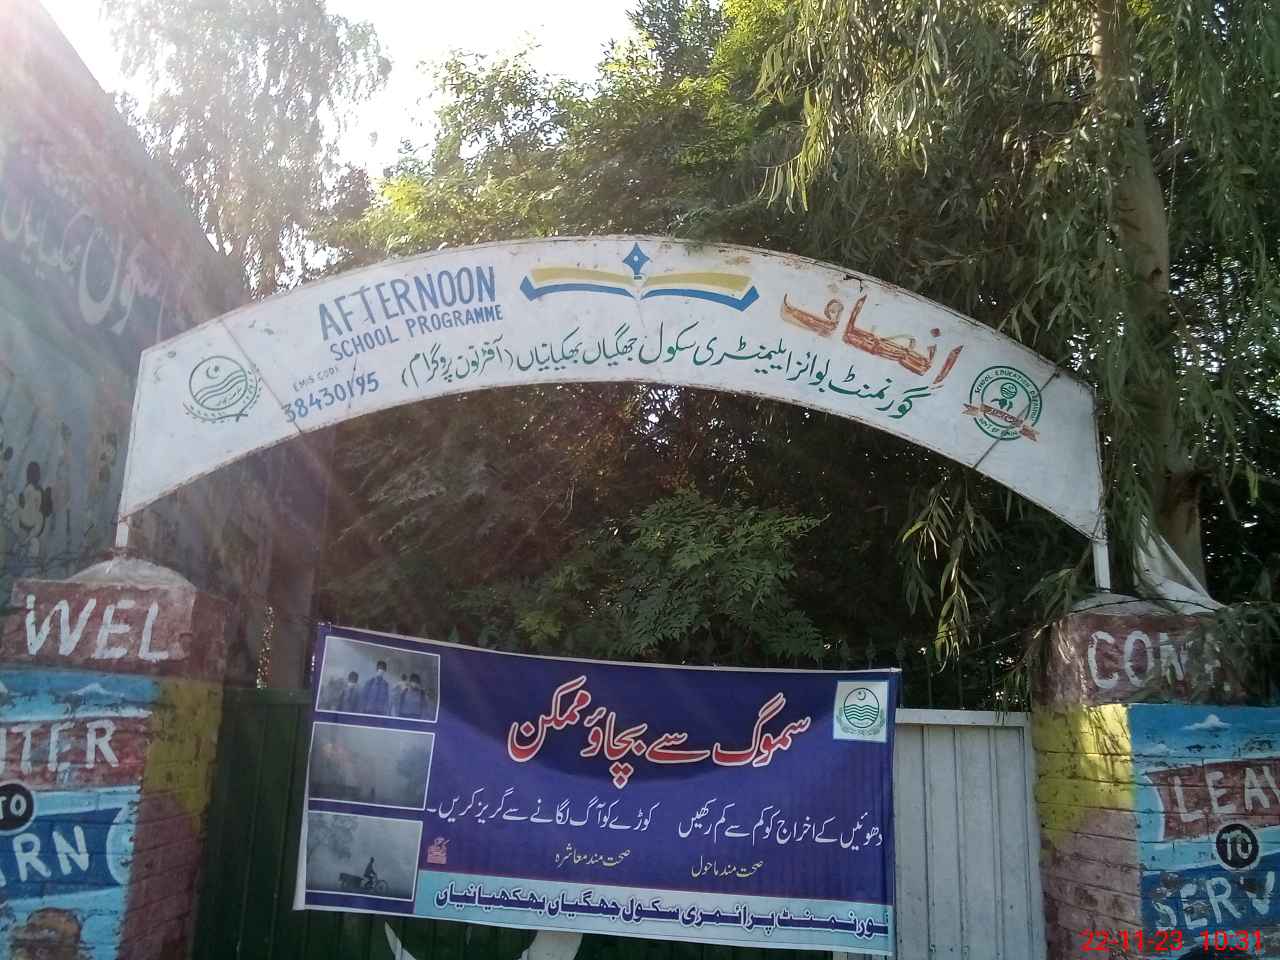 AFTERNOON
SCHOOL PROGRAMME
انصاف
گورنمنٹ بوائز ایلیمنٹری سکول جھگیاں بھکیانیاں (آفٹرنون پروگرام)
EMIS CODE
38430195
WEL
COM
NTER
TO
ARN
LEAV
TO
SERV
سموگ سے بچاؤ ممکن
دھوئیں کے اخراج کو کم سے کم رکھیں کوڑے کو آگ لگانے سے گریز کریں۔
صحت مند ماحول صحت مند معاشرہ
گورنمنٹ پرائمری سکول جھگیاں بھکھیانیاں
22-11-23 10:31